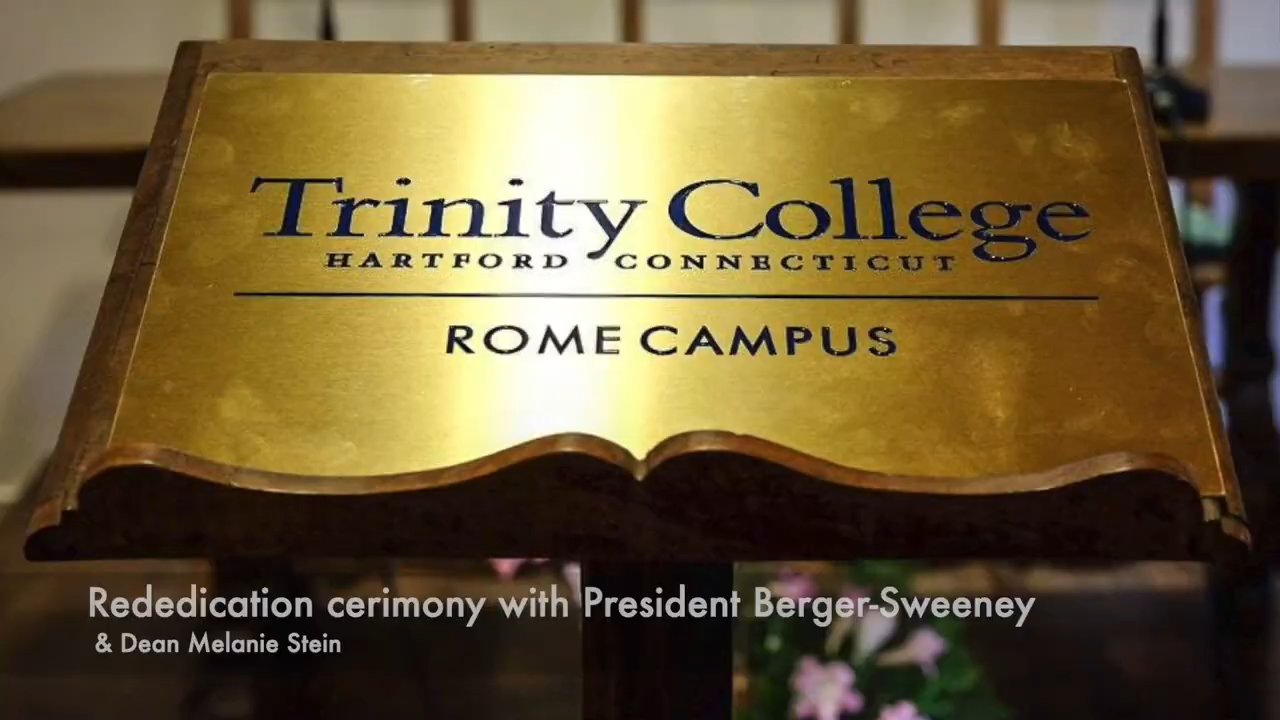 Trinity College
HARTFORD CONNECTICUT
ROME CAMPUS
Rededication cerimony with President Berger-Sweeney
& Dean Melanie Stein